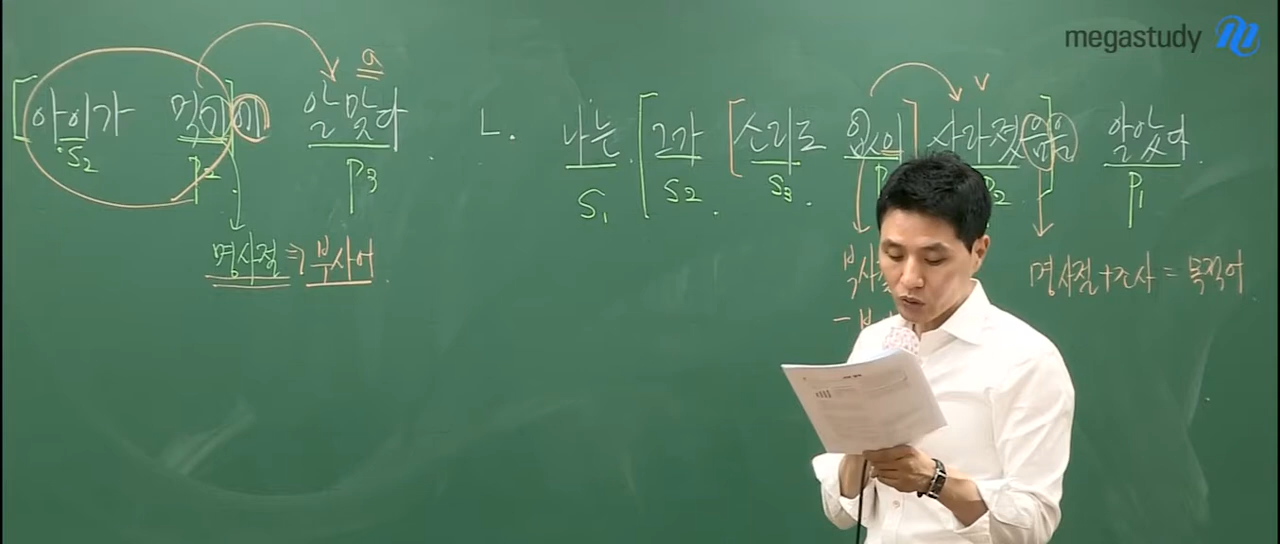 megastudy
a
[아이가 먹기]에 알맞다.
S₂ P₂ P₃
명사절 ⇒ 부사어.
v
ㄴ. 나는 [그가 [소리도 없이] 사라졌음을] 알았다.
S₁ S₂ S₃ P P₂ P₁
부사
명사절+조사 = 목적어